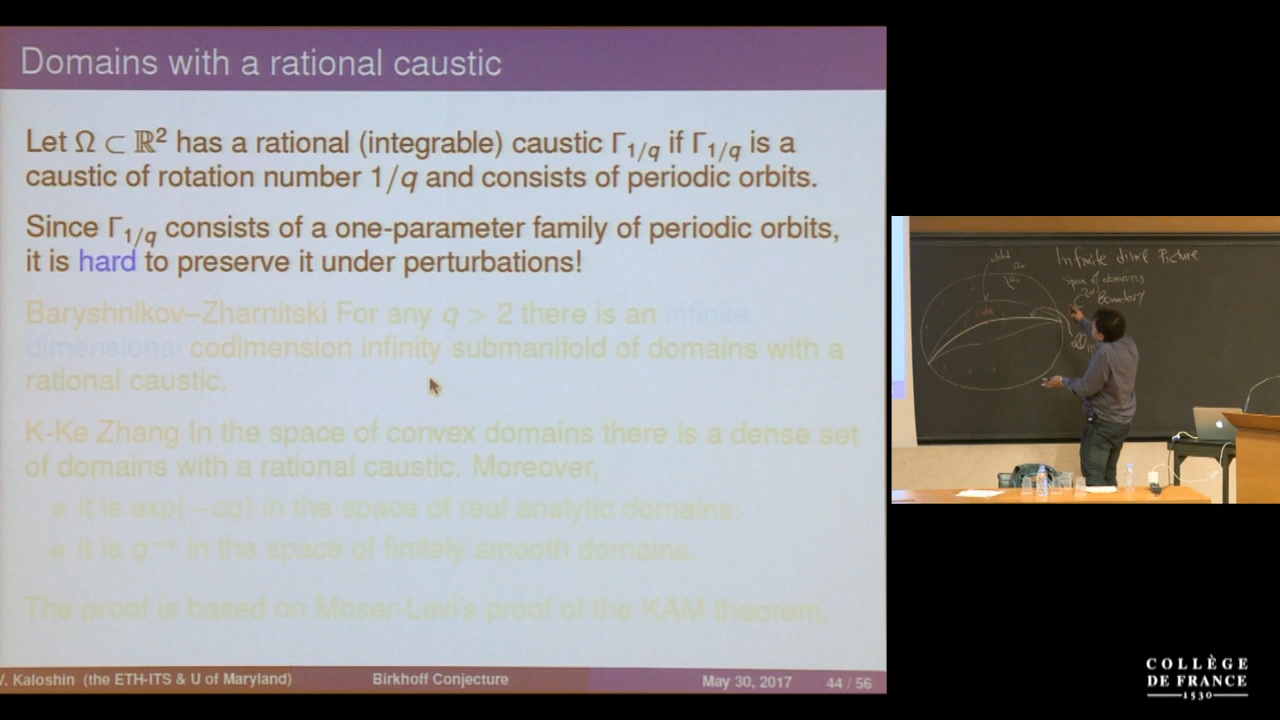 Domains with a rational caustic
Let Ω ⊂ ℝ² has a rational (integrable) caustic Γ₁/q if Γ₁/q is a
caustic of rotation number 1/q and consists of periodic orbits.
Since Γ₁/q consists of a one-parameter family of periodic orbits,
it is hard to preserve it under perturbations!
Baryshnikov–Zharnitski For any q > 2 there is an infinite
dimensional codimension infinity submanifold of domains with a
rational caustic.
K-Ke Zhang In the space of convex domains there is a dense set
of domains with a rational caustic. Moreover,
it is exp(−cq) in the space of real analytic domains;
it is in the space of finitely smooth domains.
The proof is based on Moser-Lavi's proof of the KAM theorem.
V. Kaloshin (the ETH-ITS & U of Maryland)
Birkhoff Conjecture
May 30, 2017
44 / 56
Infinite dim'l Picture
Space of domains
COLLÈGE
DE FRANCE
1530